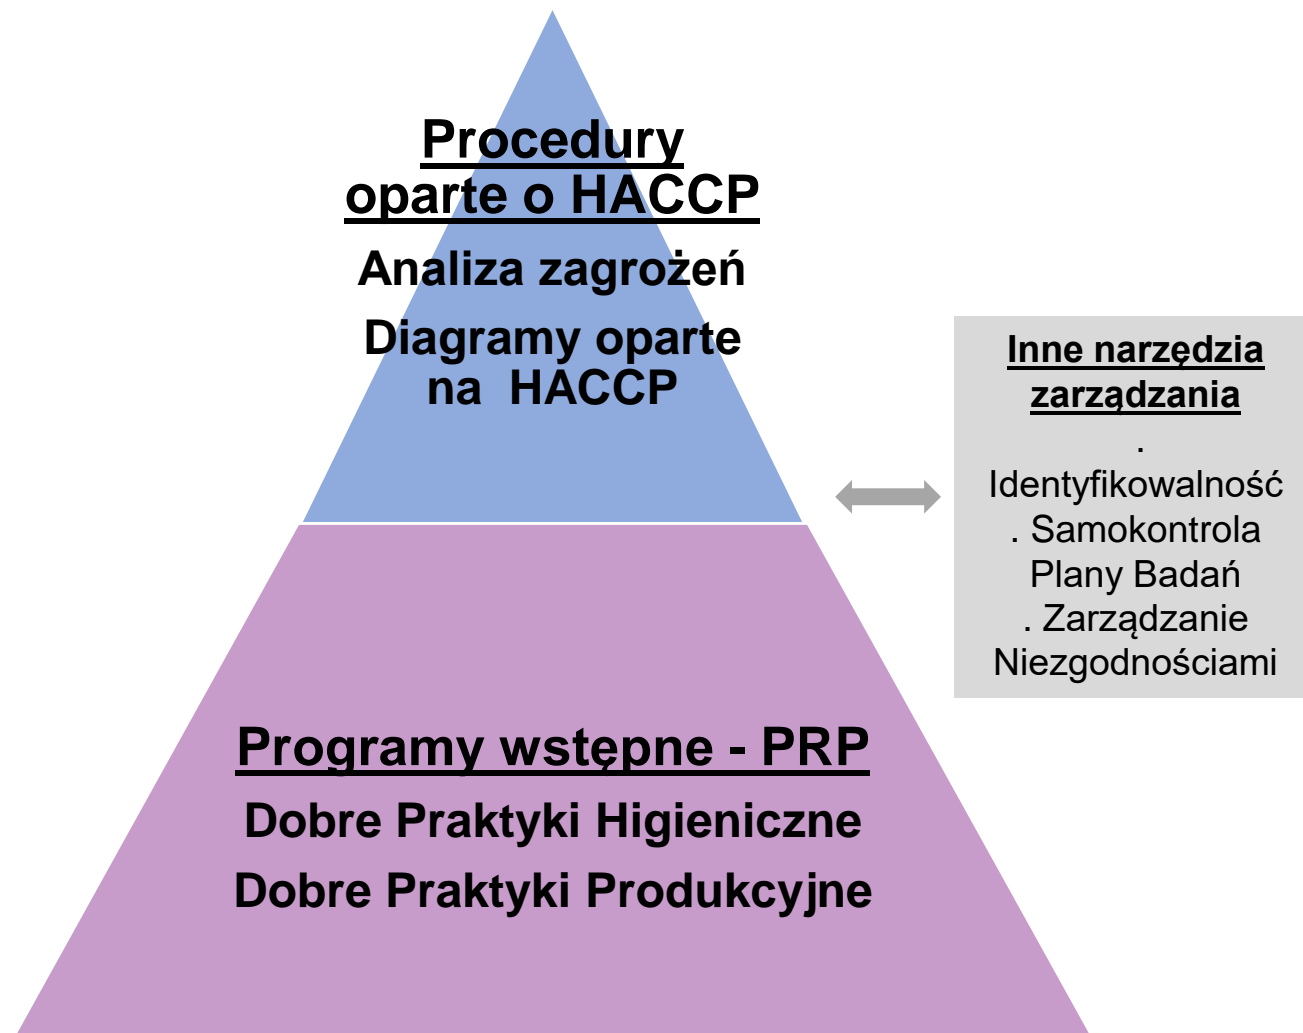 Procedury
oparte o HACCP
Analiza zagrożeń
Diagramy oparte
na HACCP
Inne narzędzia
zarządzania
.
Identyfikowalność
. Samokontrola
Plany Badań
. Zarządzanie
Niezgodnościami
Programy wstępne - PRP
Dobre Praktyki Higieniczne
Dobre Praktyki Produkcyjne